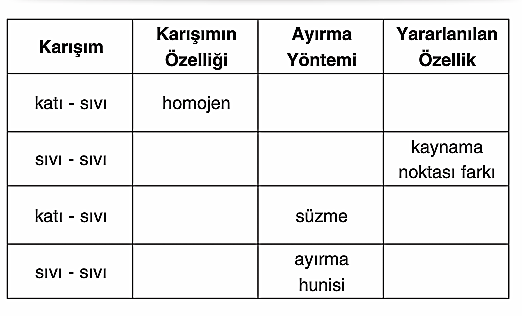 Karışım
Karışımın Özelliği
Ayırma Yöntemi
Yararlanılan Özellik
katı - sıvı
homojen
sıvı - sıvı
kaynama noktası farkı
katı - sıvı
süzme
sıvı - sıvı
ayırma hunisi